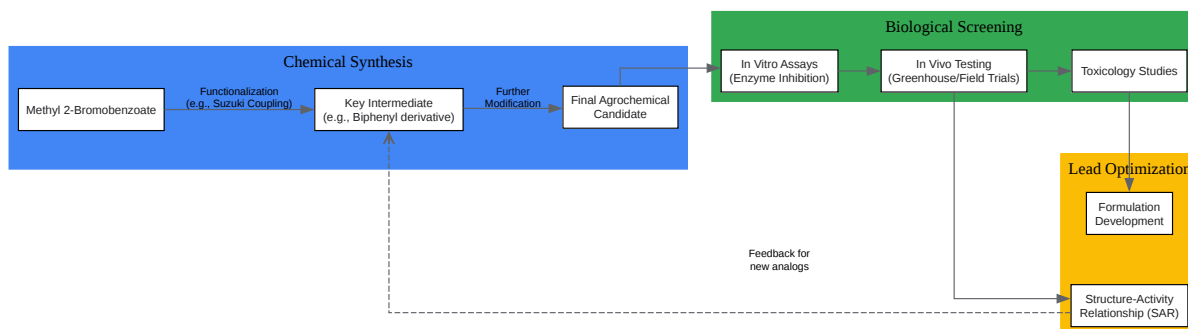 Biological Screening
Chemical Synthesis
In Vitro Assays
(Enzyme Inhibition)
In Vivo Testing
(Greenhouse/Field Trials)
Toxicology Studies
Methyl 2-Bromobenzoate
Functionalization
(e.g., Suzuki Coupling)
Key Intermediate
(e.g., Biphenyl derivative)
Further
Modification
Final Agrochemical
Candidate
Lead Optimization
Formulation
Development
Feedback for
new analogs
Structure-Activity
Relationship (SAR)